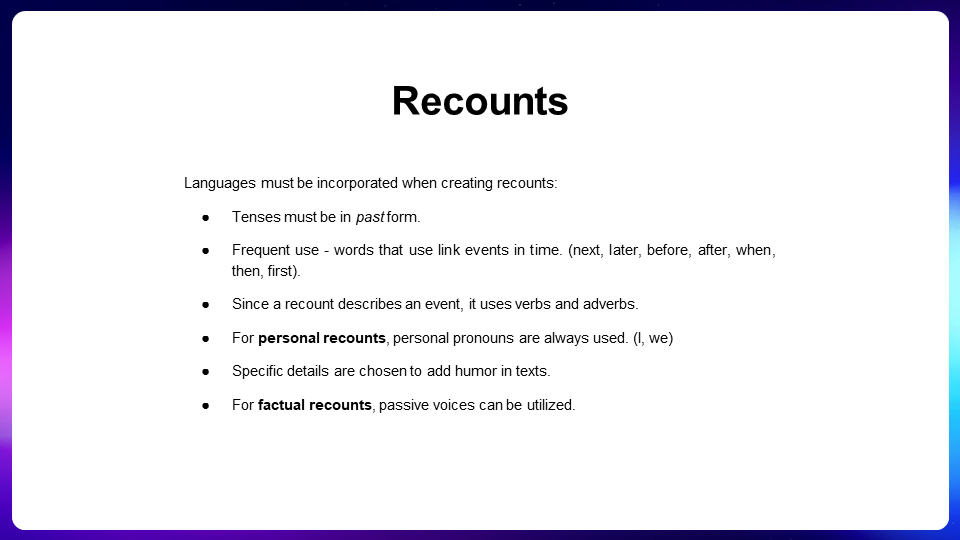 Recounts
Languages must be incorporated when creating recounts:
● Tenses must be in past form.
● Frequent use - words that use link events in time. (next, later, before, after, when,
then, first).
● Since a recount describes an event, it uses verbs and adverbs.
● For personal recounts, personal pronouns are always used. (I, we)
● Specific details are chosen to add humor in texts.
● For factual recounts, passive voices can be utilized.